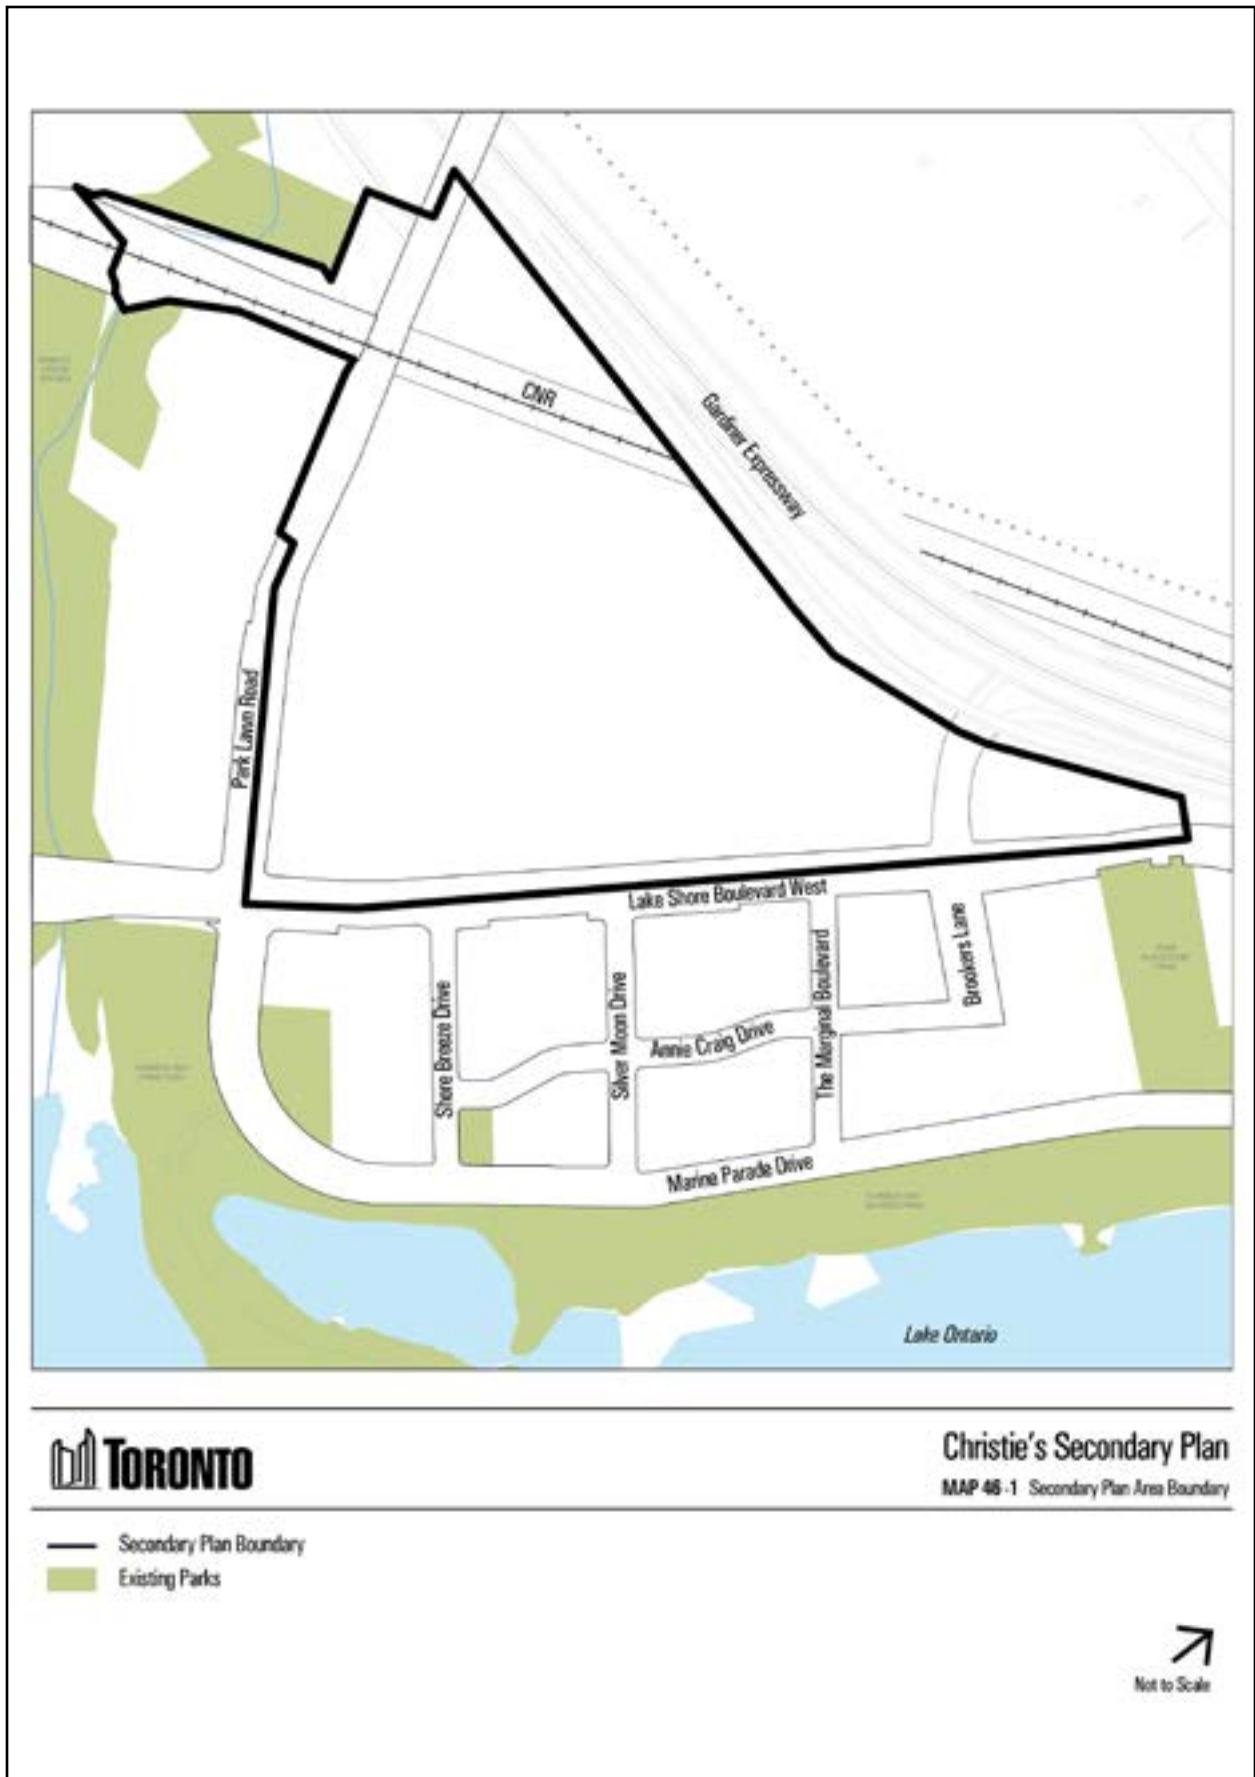 CNR
Gardiner Expressway
Park Lawn Road
Lake Shore Boulevard West
Shore Breeze Drive
Silver Moon Drive
Annie Craig Drive
The Marginal Boulevard
Brookers Lane
Marine Parade Drive
Lake Ontario
TORONTO
Christie's Secondary Plan
MAP 46-1 Secondary Plan Area Boundary
Secondary Plan Boundary
Existing Parks
Not to Scale